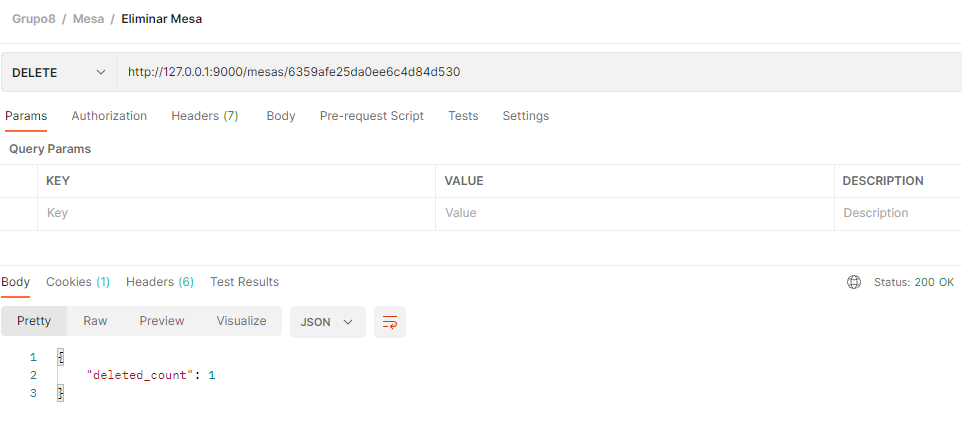 Grupo8 / Mesa / Eliminar Mesa
DELETE http://127.0.0.1:9000/mesas/6359afe25da0ee6c4d84d530
Params Authorization Headers (7) Body Pre-request Script Tests Settings
Query Params
KEY VALUE DESCRIPTION
Key Value Description
Body Cookies (1) Headers (6) Test Results Status: 200 OK
Pretty Raw Preview Visualize JSON
1 {
2 "deleted_count": 1
3 }